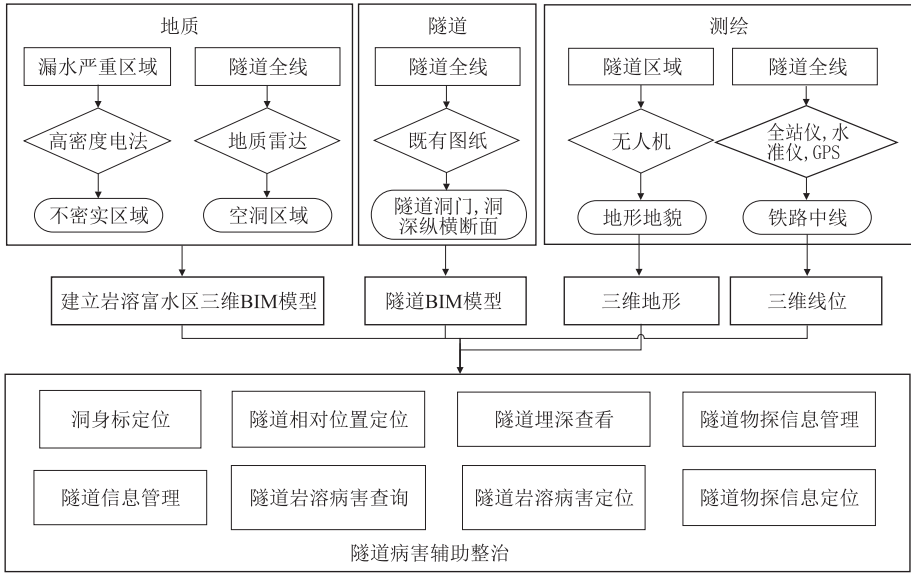 地质
漏水严重区域
隧道全线
高密度电法
地质雷达
不密实区域
空洞区域
隧道
隧道全线
既有图纸
隧道洞门,洞
深纵横断面
测绘
隧道区域
隧道全线
无人机
全站仪,水
准仪,GPS
地形地貌
铁路中线
建立岩溶富水区三维BIM模型
隧道BIM模型
三维地形
三维线位
洞身标定位
隧道相对位置定位
隧道埋深查看
隧道物探信息管理
隧道信息管理
隧道岩溶病害查询
隧道岩溶病害定位
隧道物探信息定位
隧道病害辅助整治